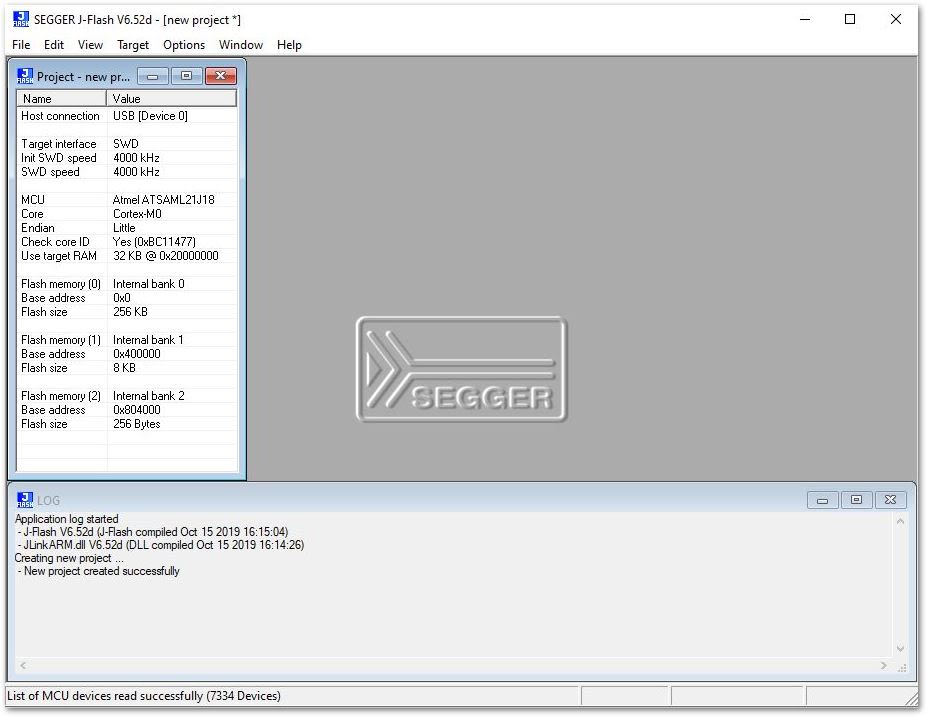 SEGGER J-Flash V6.52d - [new project *]
File Edit View Target Options Window Help
Project - new pr...
Name Value
Host connection USB [Device 0]
Target interface SWD
Init SWD speed 4000 kHz
SWD speed 4000 kHz
MCU Atmel ATSAML21J18
Core Cortex-M0
Endian Little
Check core ID Yes (0xBC11477)
Use target RAM 32 KB @ 0x20000000
Flash memory (0) Internal bank 0
Base address 0x0
Flash size 256 KB
Flash memory (1) Internal bank 1
Base address 0x400000
Flash size 8 KB
Flash memory (2) Internal bank 2
Base address 0x804000
Flash size 256 Bytes
SEGGER
LOG
Application log started
- J-Flash V6.52d (J-Flash compiled Oct 15 2019 16:15:04)
- JLinkARM.dll V6.52d (DLL compiled Oct 15 2019 16:14:26)
Creating new project ...
- New project created successfully
List of MCU devices read successfully (7334 Devices)